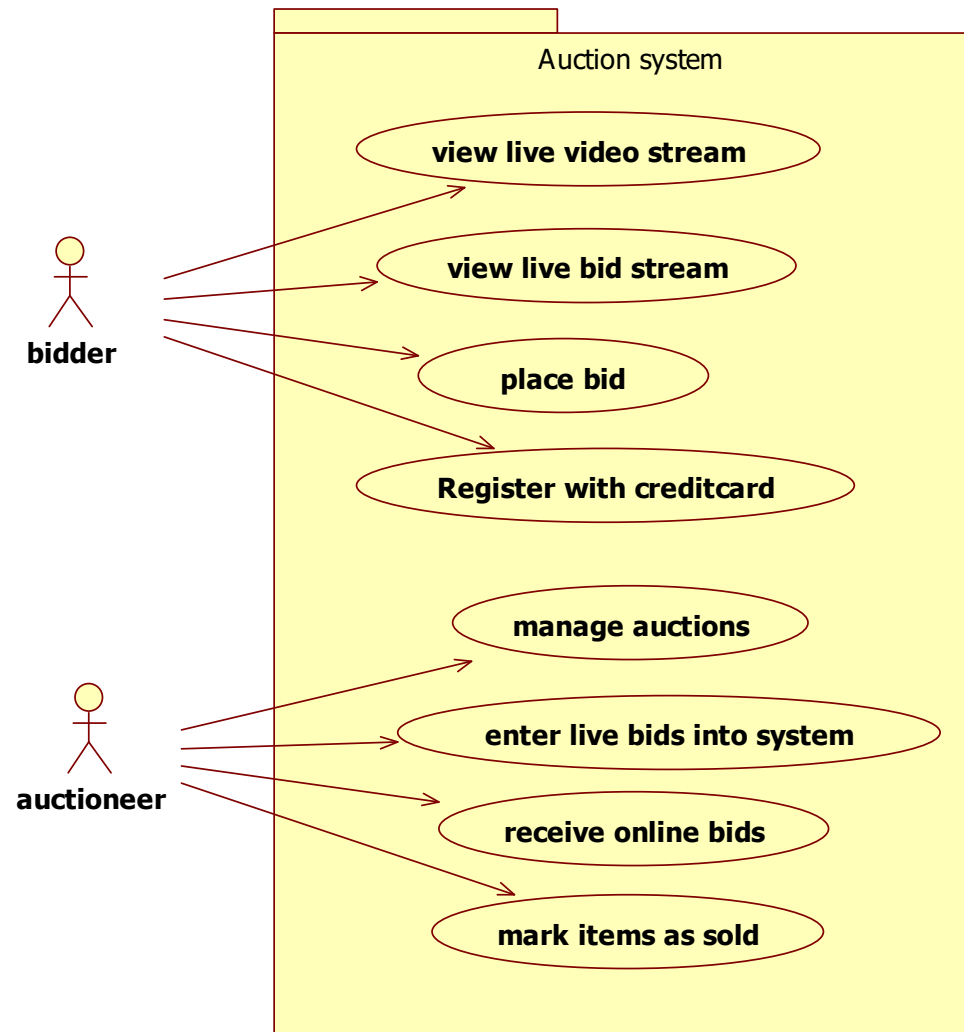 Auction system
view live video stream
view live bid stream
bidder
place bid
Register with creditcard
manage auctions
enter live bids into system
auctioneer
receive online bids
mark items as sold